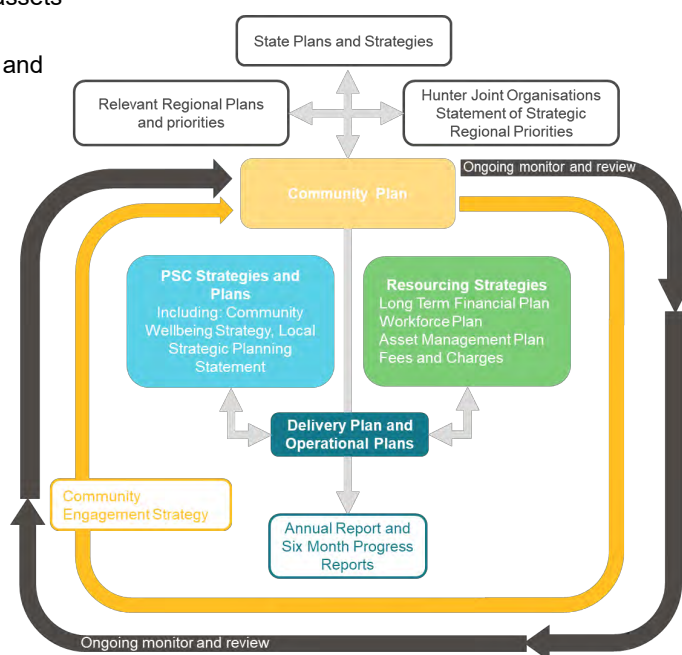 assets
and
State Plans and Strategies
Relevant Regional Plans
and priorities
Hunter Joint Organisations
Statement of Strategic
Regional Priorities
Ongoing monitor and review
Community Plan
PSC Strategies and
Plans
Including: Community
Wellbeing Strategy, Local
Strategic Planning
Statement
Resourcing Strategies
Long Term Financial Plan
Workforce Plan
Asset Management Plan
Fees and Charges
Delivery Plan and
Operational Plans
Community
Engagement Strategy
Annual Report and
Six Month Progress
Reports
Ongoing monitor and review